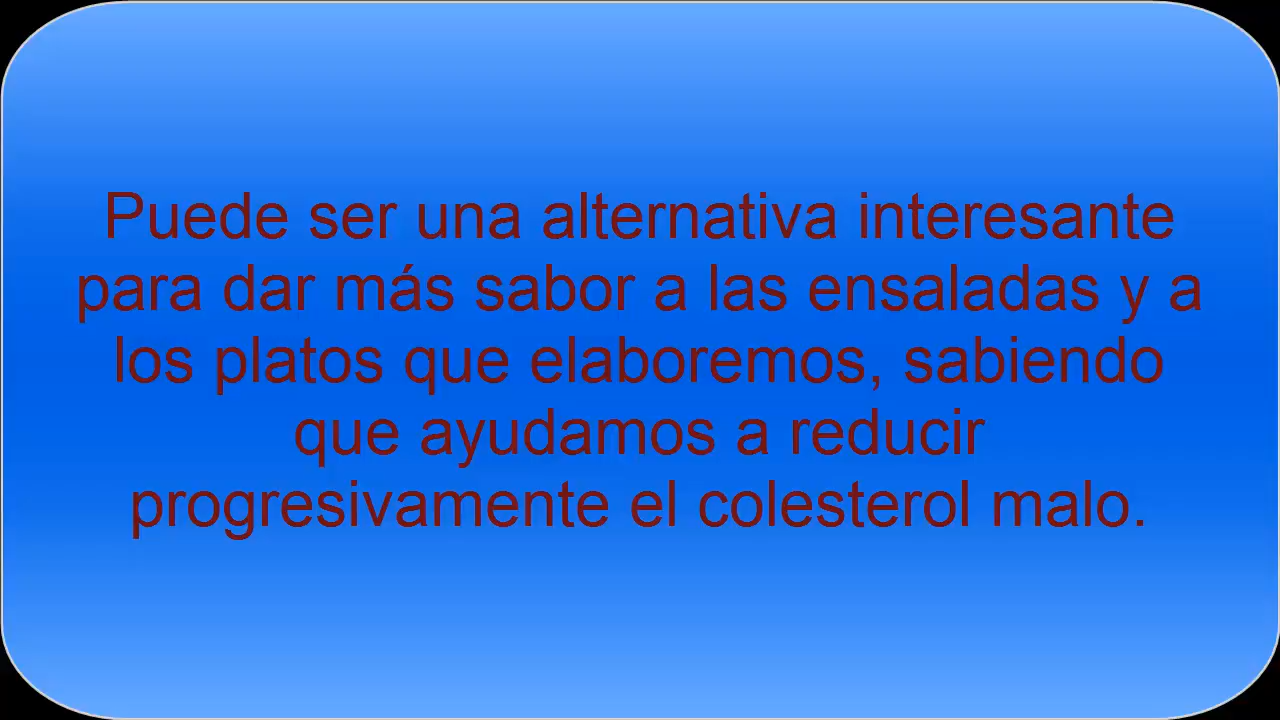 Puede ser una alternativa interesante
para dar más sabor a las ensaladas y a
los platos que elaboremos, sabiendo
que ayudamos a reducir
progresivamente el colesterol malo.